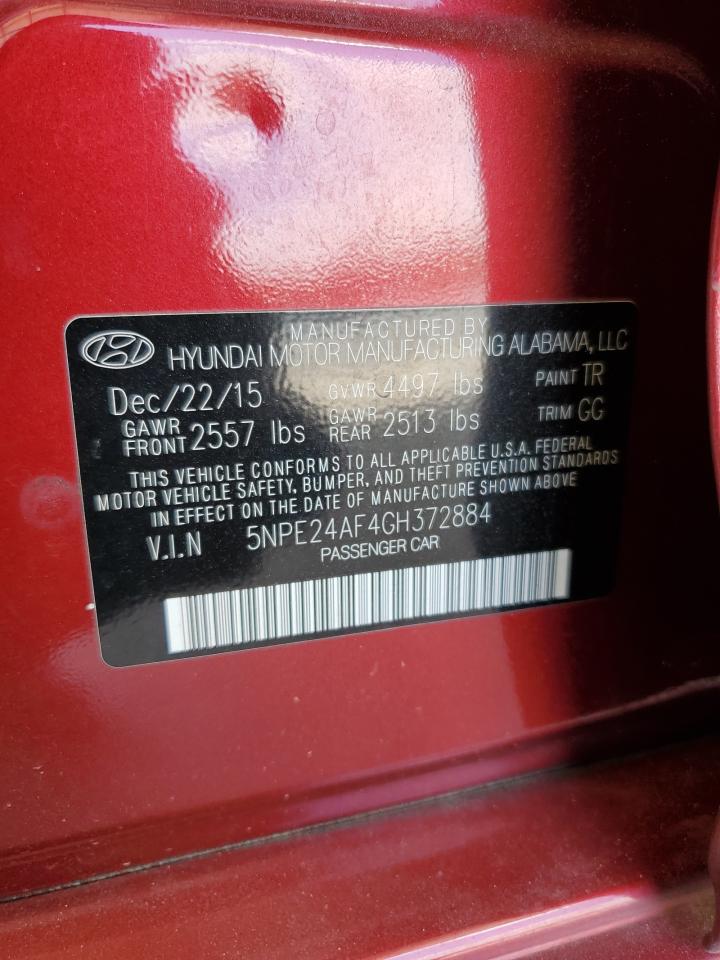 MANUFACTURED BY
HYUNDAI MOTOR MANUFACTURING ALABAMA, LLC
Dec/22/15 GVWR 4497 lbs PAINT TR
GAWR FRONT 2557 lbs GAWR REAR 2513 lbs TRIM GG
THIS VEHICLE CONFORMS TO ALL APPLICABLE U.S.A. FEDERAL
MOTOR VEHICLE SAFETY, BUMPER, AND THEFT PREVENTION STANDARDS
IN EFFECT ON THE DATE OF MANUFACTURE SHOWN ABOVE
V.I.N 5NPE24AF4GH372884
PASSENGER CAR